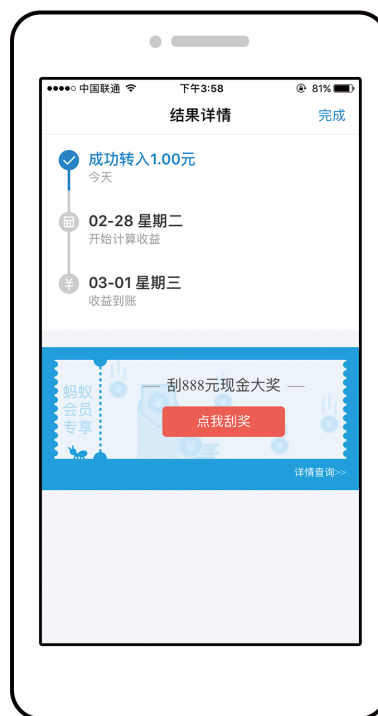 中国联通 下午3:58 81%
结果详情 完成
成功转入1.00元
今天
02-28 星期二
开始计算收益
03-01 星期三
收益到账
蚂蚁
会员
专享
刮888元现金大奖
点我刮奖
详情查询>>